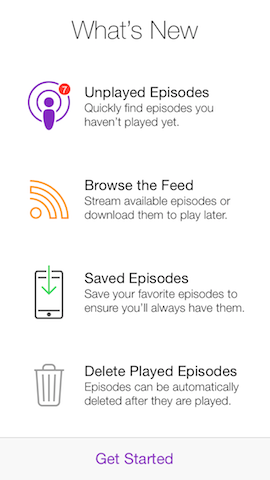 What’s New
7
Unplayed Episodes
Quickly find episodes you
haven’t played yet.
Browse the Feed
Stream available episodes or
download them to play later.
Saved Episodes
Save your favorite episodes to
ensure you’ll always have them.
Delete Played Episodes
Episodes can be automatically
deleted after they are played.
Get Started